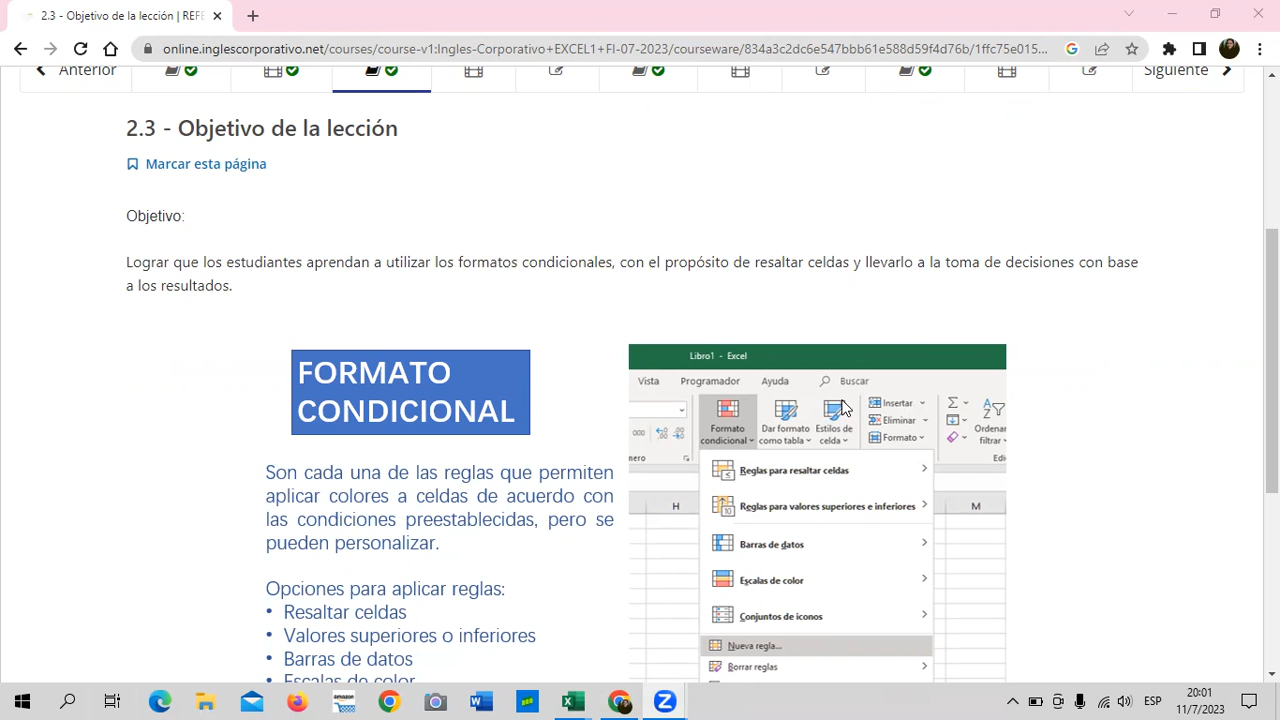 2.3 - Objetivo de la lección | REFE
online.inglescorporativo.net/courses/course-v1:Ingles-Corporativo+EXCEL1+FI-07-2023/courseware/834a3c2dc5e547bbb61e588d59f4d76b/1ffc75e015...
Anterior
Siguiente
2.3 - Objetivo de la lección
Marcar esta página
Objetivo:
Lograr que los estudiantes aprendan a utilizar los formatos condicionales, con el propósito de resaltar celdas y llevarlo a la toma de decisiones con base
a los resultados.
FORMATO
CONDICIONAL
Son cada una de las reglas que permiten
aplicar colores a celdas de acuerdo con
las condiciones preestablecidas, pero se
pueden personalizar.
Opciones para aplicar reglas:
• Resaltar celdas
• Valores superiores o inferiores
• Barras de datos
• Escalas de color
Libro1 - Excel
Vista Programador Ayuda Buscar
Formato
condicional
Dar formato
como tabla
Estilos de
celda
Insertar
Eliminar
Formato
Ordenar
filtrar
000
nero
Edi
H
M
Reglas para resaltar celdas
Reglas para valores superiores e inferiores
Barras de datos
Escalas de color
Conjuntos de iconos
Nueva regla...
Borrar reglas
ESP
20:01
11/7/2023